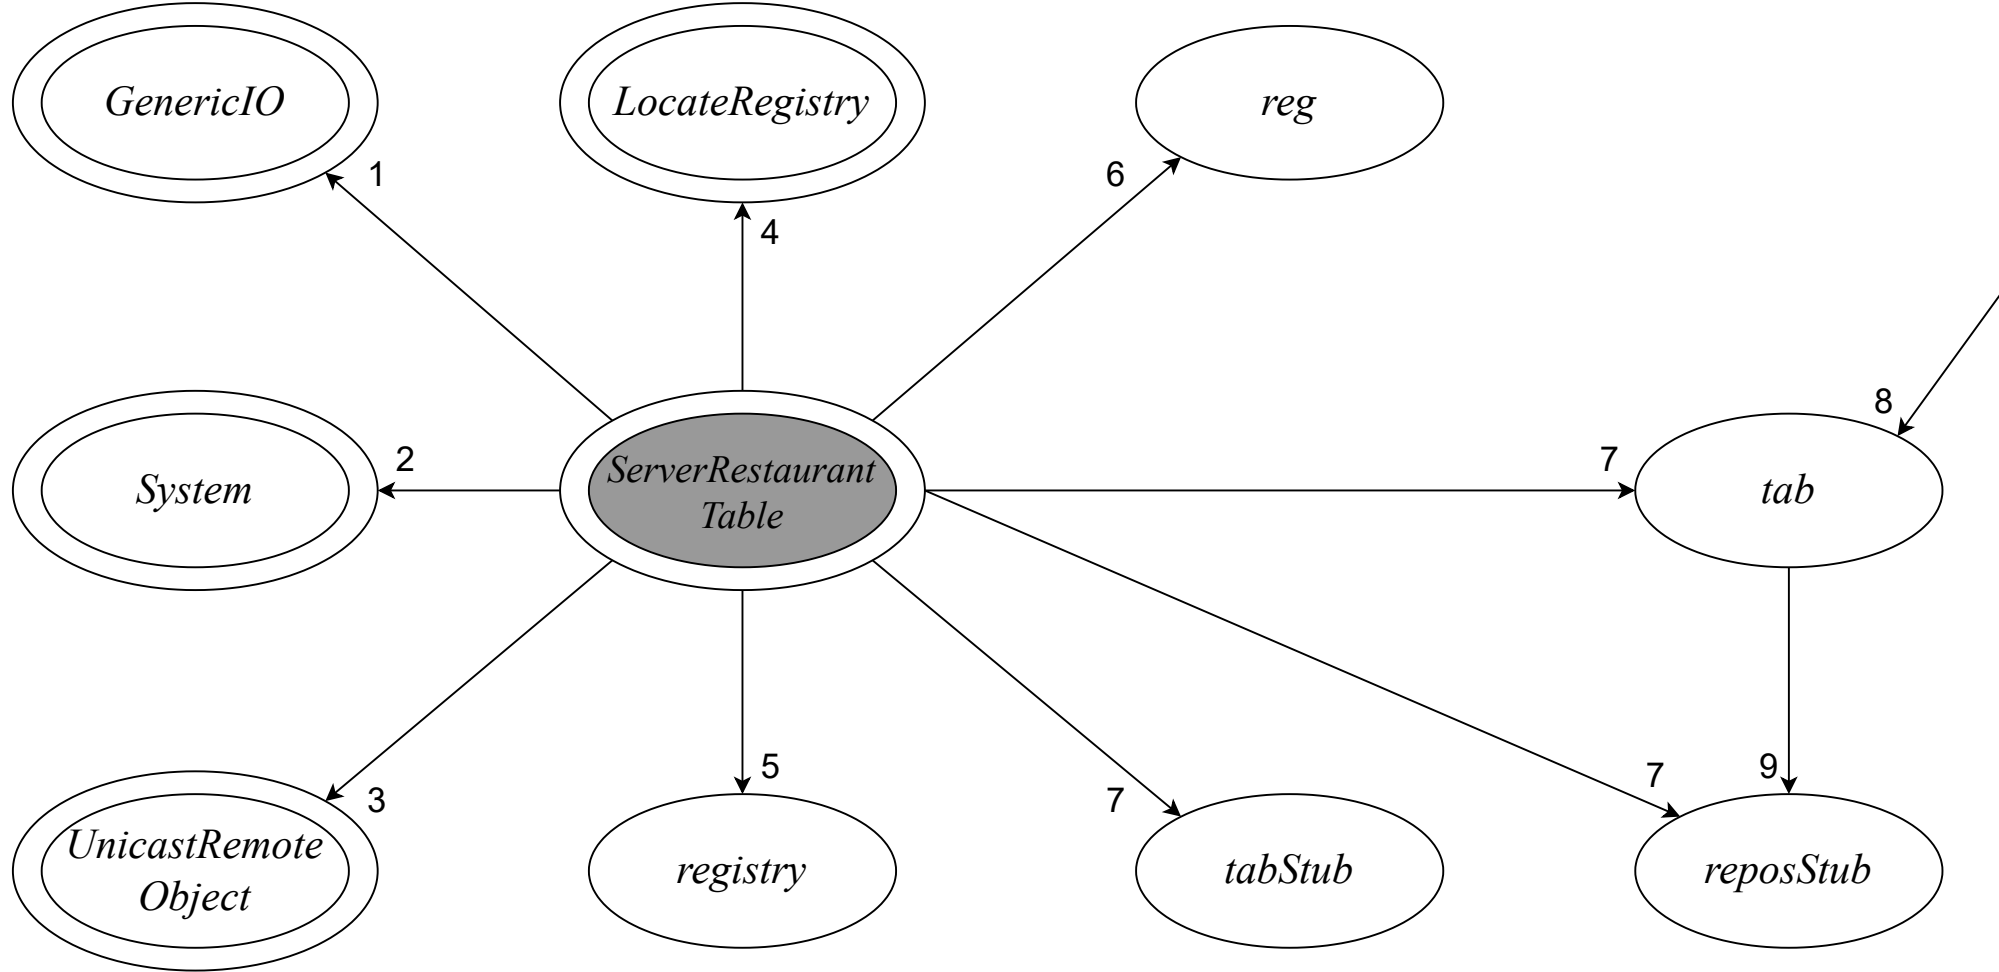 GenericIO
LocateRegistry
reg
1
6
4
8
2
ServerRestaurant
Table
7
System
tab
5
9
7
3
7
UnicastRemote
Object
registry
tabStub
reposStub